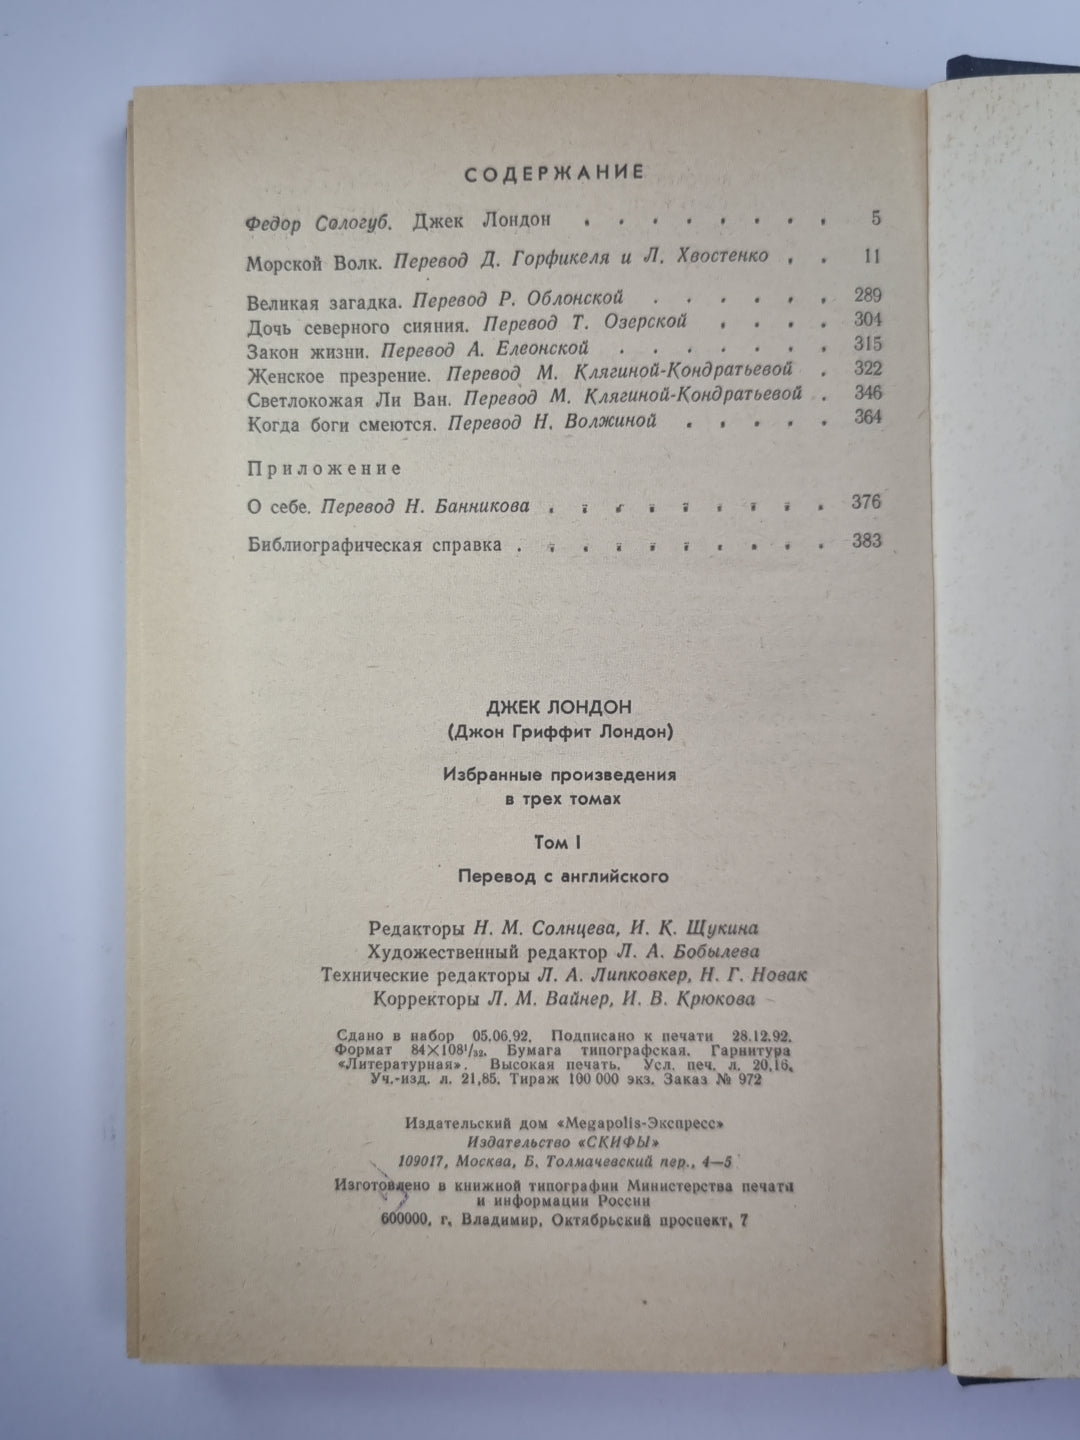 СОДЕРЖАНИЕ
Федор Сологуб. Джек Лондон . . . . . . . . 5
Морской Волк. Перевод Д. Горфикеля и Л. Хвостенко . . 11
Великая загадка. Перевод Р. Облонской . . . . . . 289
Дочь северного сияния. Перевод Т. Озерской . . . . 304
Закон жизни. Перевод А. Елеонской . . . . . . . 315
Женское презрение. Перевод М. Клягиной-Кондратьевой . 322
Светлокожая Ли Ван. Перевод М. Клягиной-Кондратьевой . 346
Когда боги смеются. Перевод Н. Волжиной . . . . . 364
Приложение
О себе. Перевод Н. Банникова . . . . . . . . . 376
Библиографическая справка . . . . . . . . . . 383
ДЖЕК ЛОНДОН
(Джон Гриффит Лондон)
Избранные произведения
в трех томах
Том I
Перевод с английского
Редакторы Н. М. Солнцева, И. К. Щукина
Художественный редактор Л. А. Бобылева
Технические редакторы Л. А. Липковкер, Н. Г. Новак
Корректоры Л. М. Вайнер, И. В. Крюкова
Сдано в набор 05.06.92. Подписано к печати 28.12.92.
Формат 84×108¹/₃₂. Бумага типографская. Гарнитура
«Литературная». Высокая печать. Усл. печ. л. 20,16.
Уч.-изд. л. 21,85. Тираж 100 000 экз. Заказ № 972
Издательский дом «Megapolis-Экспресс»
Издательство «СКИФЫ»
109017, Москва, Б. Толмачевский пер., 4—5
Изготовлено в книжной типографии Министерства печати
и информации России
600000, г. Владимир, Октябрьский проспект, 7